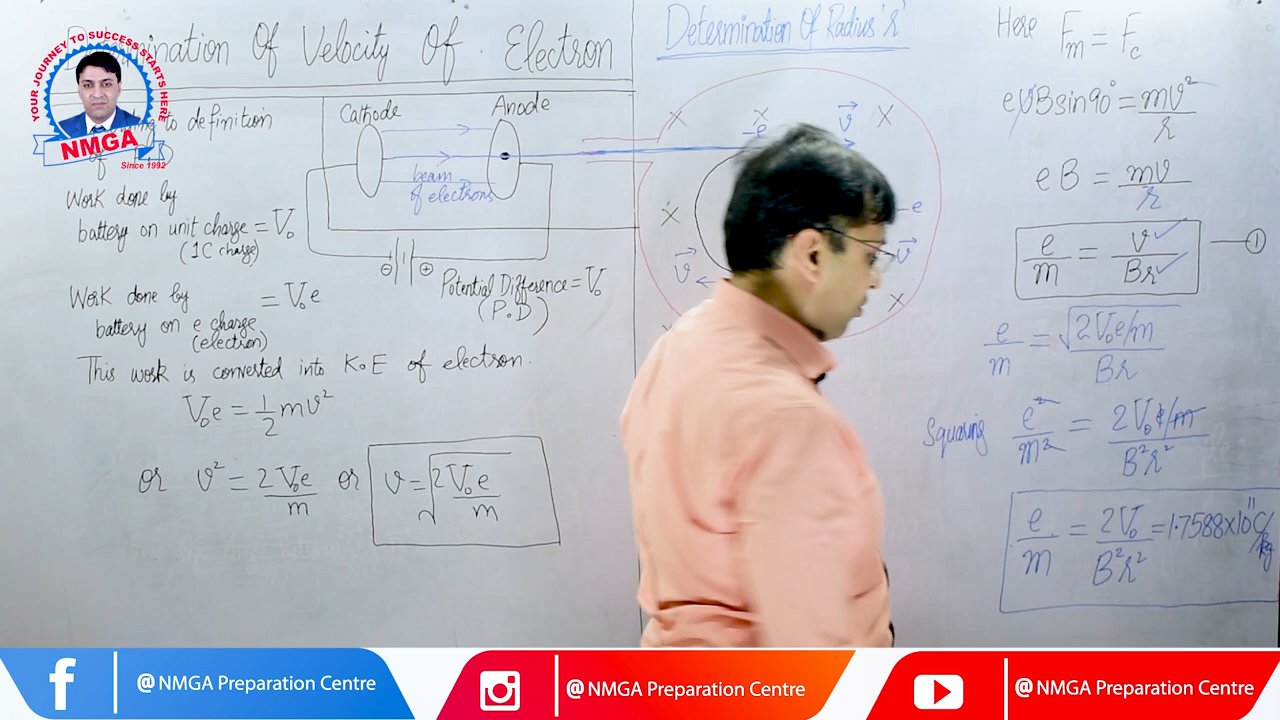 YOUR JOURNEY TO SUCCESS STARTS HERE
NMGA
Since 1992
Of Velocity Of Electron
to definition
of
Work done by
battery on unit charge = V₀
(1C charge)
Work done by = V₀e
battery on e charge
(electron)
This work is converted into K.E of electron.
V₀e = 1/2 mv²
or v² = 2V₀e/m or v = √(2V₀e/m)
Cathode
Anode
beam
of electrons
⊖ ⊕
Potential Difference = V₀
(P.D)
Determination Of Radius 'r'
× × ×
-e v⃗
× -e
v⃗ v⃗
×
Here Fm = Fc
evBsin90° = mv²/r
eB = mv/r
e/m = v/Br — ①
e/m = √(2V₀e/m)/Br
Squaring e²/m² = 2V₀e/m/B²r²
e/m = 2V₀/B²r² = 1.7588×10¹¹ C/kg
f
@NMGA Preparation Centre
@NMGA Preparation Centre
@NMGA Preparation Centre